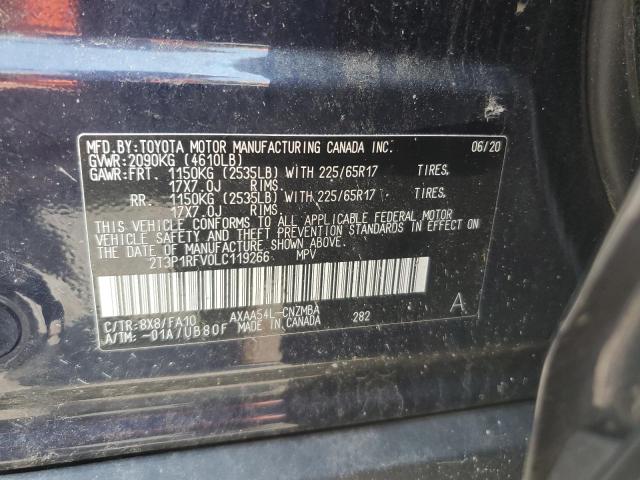 MFD.BY:TOYOTA MOTOR MANUFACTURING CANADA INC. 06/20
GVWR:2090KG (4610LB)
GAWR:FRT. 1150KG (2535LB) WITH 225/65R17 TIRES,
17X7.0J RIMS.
RR. 1150KG (2535LB) WITH 225/65R17 TIRES,
17X7.0J RIMS.
THIS VEHICLE CONFORMS TO ALL APPLICABLE FEDERAL MOTOR
VEHICLE SAFETY AND THEFT PREVENTION STANDARDS IN EFFECT ON
THE DATE OF MANUFACTURE SHOWN ABOVE.
2T3P1RFV0LC119266 MPV
C/TR:8X8/FA10 AXAA54L-CNZMBA A
A/TM:-01A/UB80F MADE IN CANADA 282